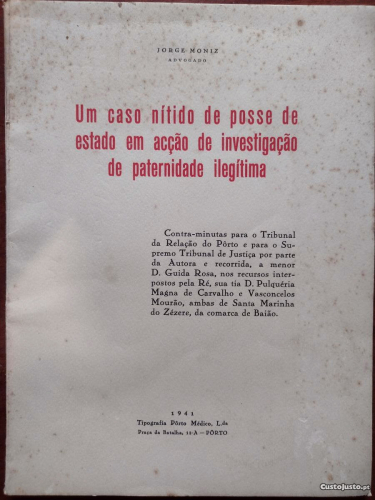 JORGE MONIZ
ADVOGADO
Um caso nítido de posse de
estado em acção de investigação
de paternidade ilegítima
Contra-minutas para o Tribunal
da Relação do Pôrto e para o Su-
premo Tribunal de Justiça por parte
da Autora e recorrida, a menor
D. Guida Rosa, nos recursos inter-
postos pela Ré, sua tia D. Pulquéria
Magna de Carvalho e Vasconcelos
Mourão, ambas de Santa Marinha
do Zêzere, da comarca de Baião.
1941
Tipografia Pôrto Médico, L.da
Praça da Batalha, 12-A — PÔRTO
Custojusto.pt